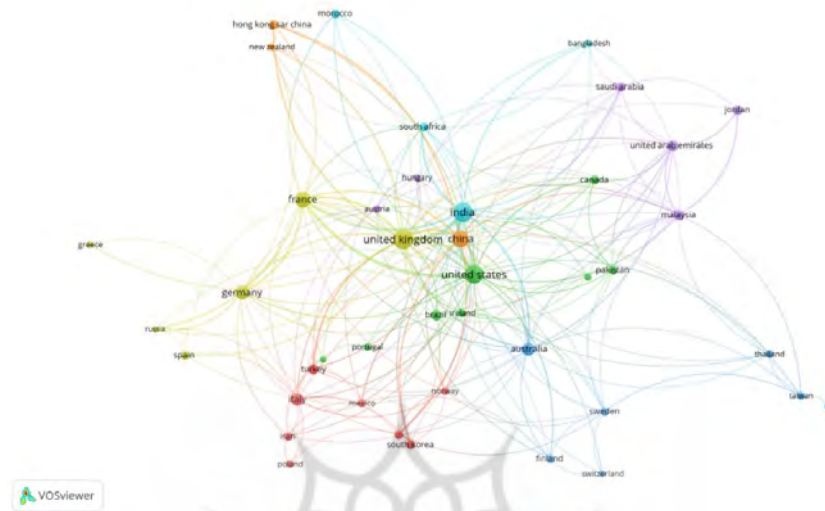 morocco
hong kong sar china
new zealand
bangladesh
saudi arabia
jordan
south africa
united arab emirates
hungary
canada
france
austria
india
malaysia
united kingdom
china
greece
united states
pakistan
germany
brazil
ireland
russia
portugal
australia
spain
thailand
turkey
norway
taiwan
italy
mexico
sweden
iran
south korea
poland
finland
switzerland
VOSviewer